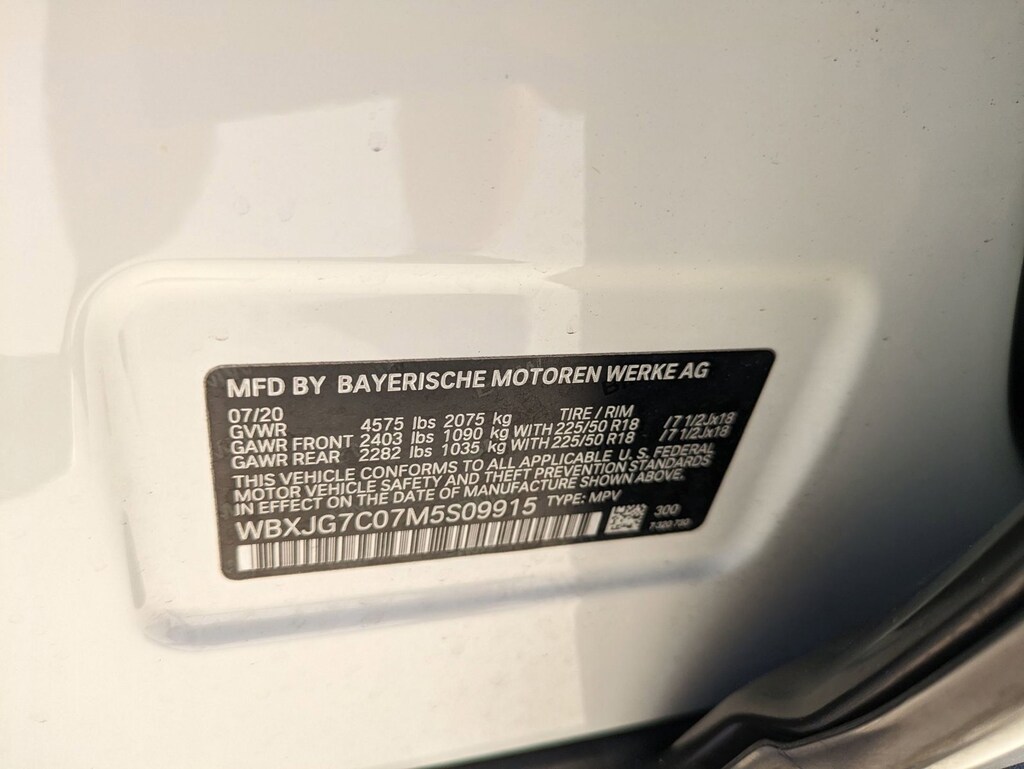 MFD BY BAYERISCHE MOTOREN WERKE AG
07/20
GVWR 4575 lbs 2075 kg TIRE / RIM
GAWR FRONT 2403 lbs 1090 kg WITH 225/50 R18 /7 1/2Jx18
GAWR REAR 2282 lbs 1035 kg WITH 225/50 R18 /7 1/2Jx18
THIS VEHICLE CONFORMS TO ALL APPLICABLE U. S. FEDERAL
MOTOR VEHICLE SAFETY AND THEFT PREVENTION STANDARDS
IN EFFECT ON THE DATE OF MANUFACTURE SHOWN ABOVE.
WBXJG7C07M5S09915 TYPE: MPV
300
7 320 730